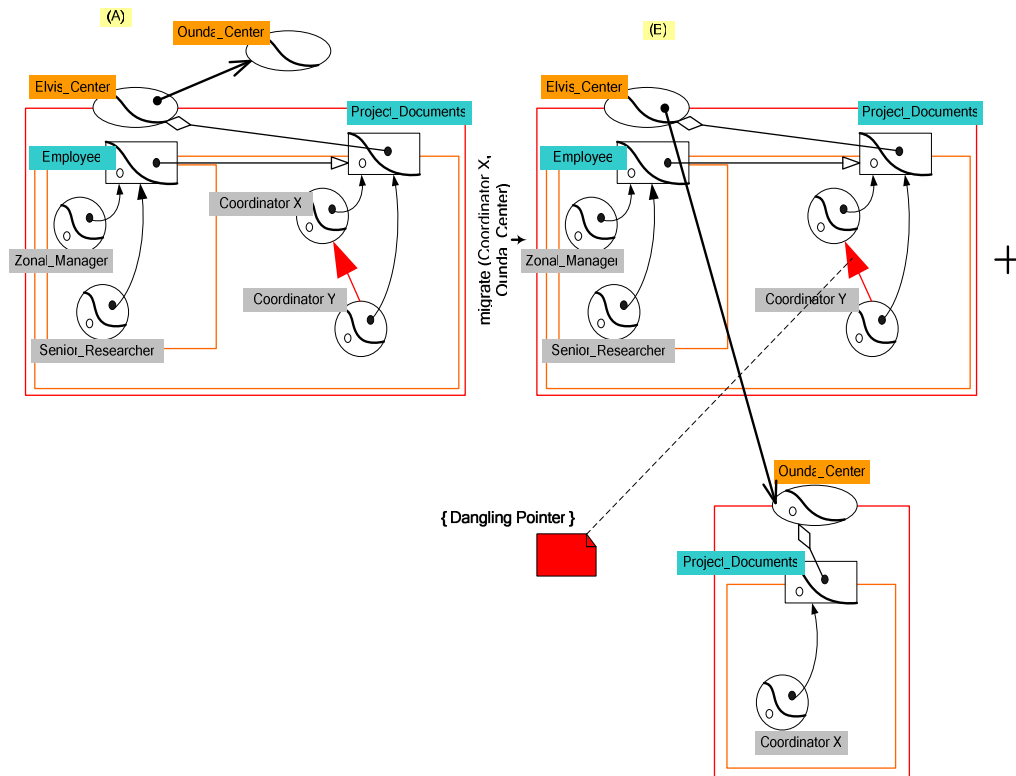 (A)
Ounda_Center
Elvis_Center
Project_Documents
Employee
Coordinator X
Zonal_Manager
Coordinator Y
Senior_Researcher
migrate (Coordinator X,
Ounda_Center)
(E)
Elvis_Center
Project_Documents
Employee
Zonal_Manager
Coordinator Y
Senior_Researcher
+
Ounda_Center
{ Dangling Pointer }
Project_Documents
Coordinator X